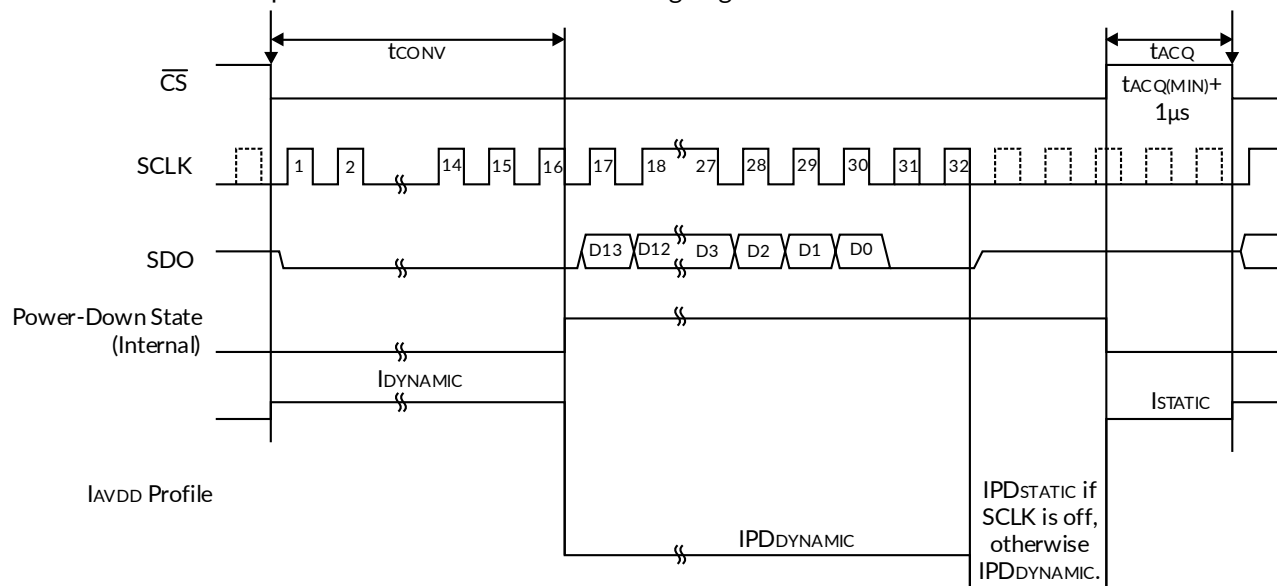 tCONV
tACQ
CS
tACQ(MIN)+
1µs
SCLK
1 2 14 15 16 17 18 27 28 29 30 31 32
SDO
D13 D12 D3 D2 D1 D0
Power-Down State
(Internal)
IDYNAMIC
ISTATIC
IAVDD Profile
IPDDYNAMIC
IPDSTATIC if
SCLK is off,
otherwise
IPDDYNAMIC.